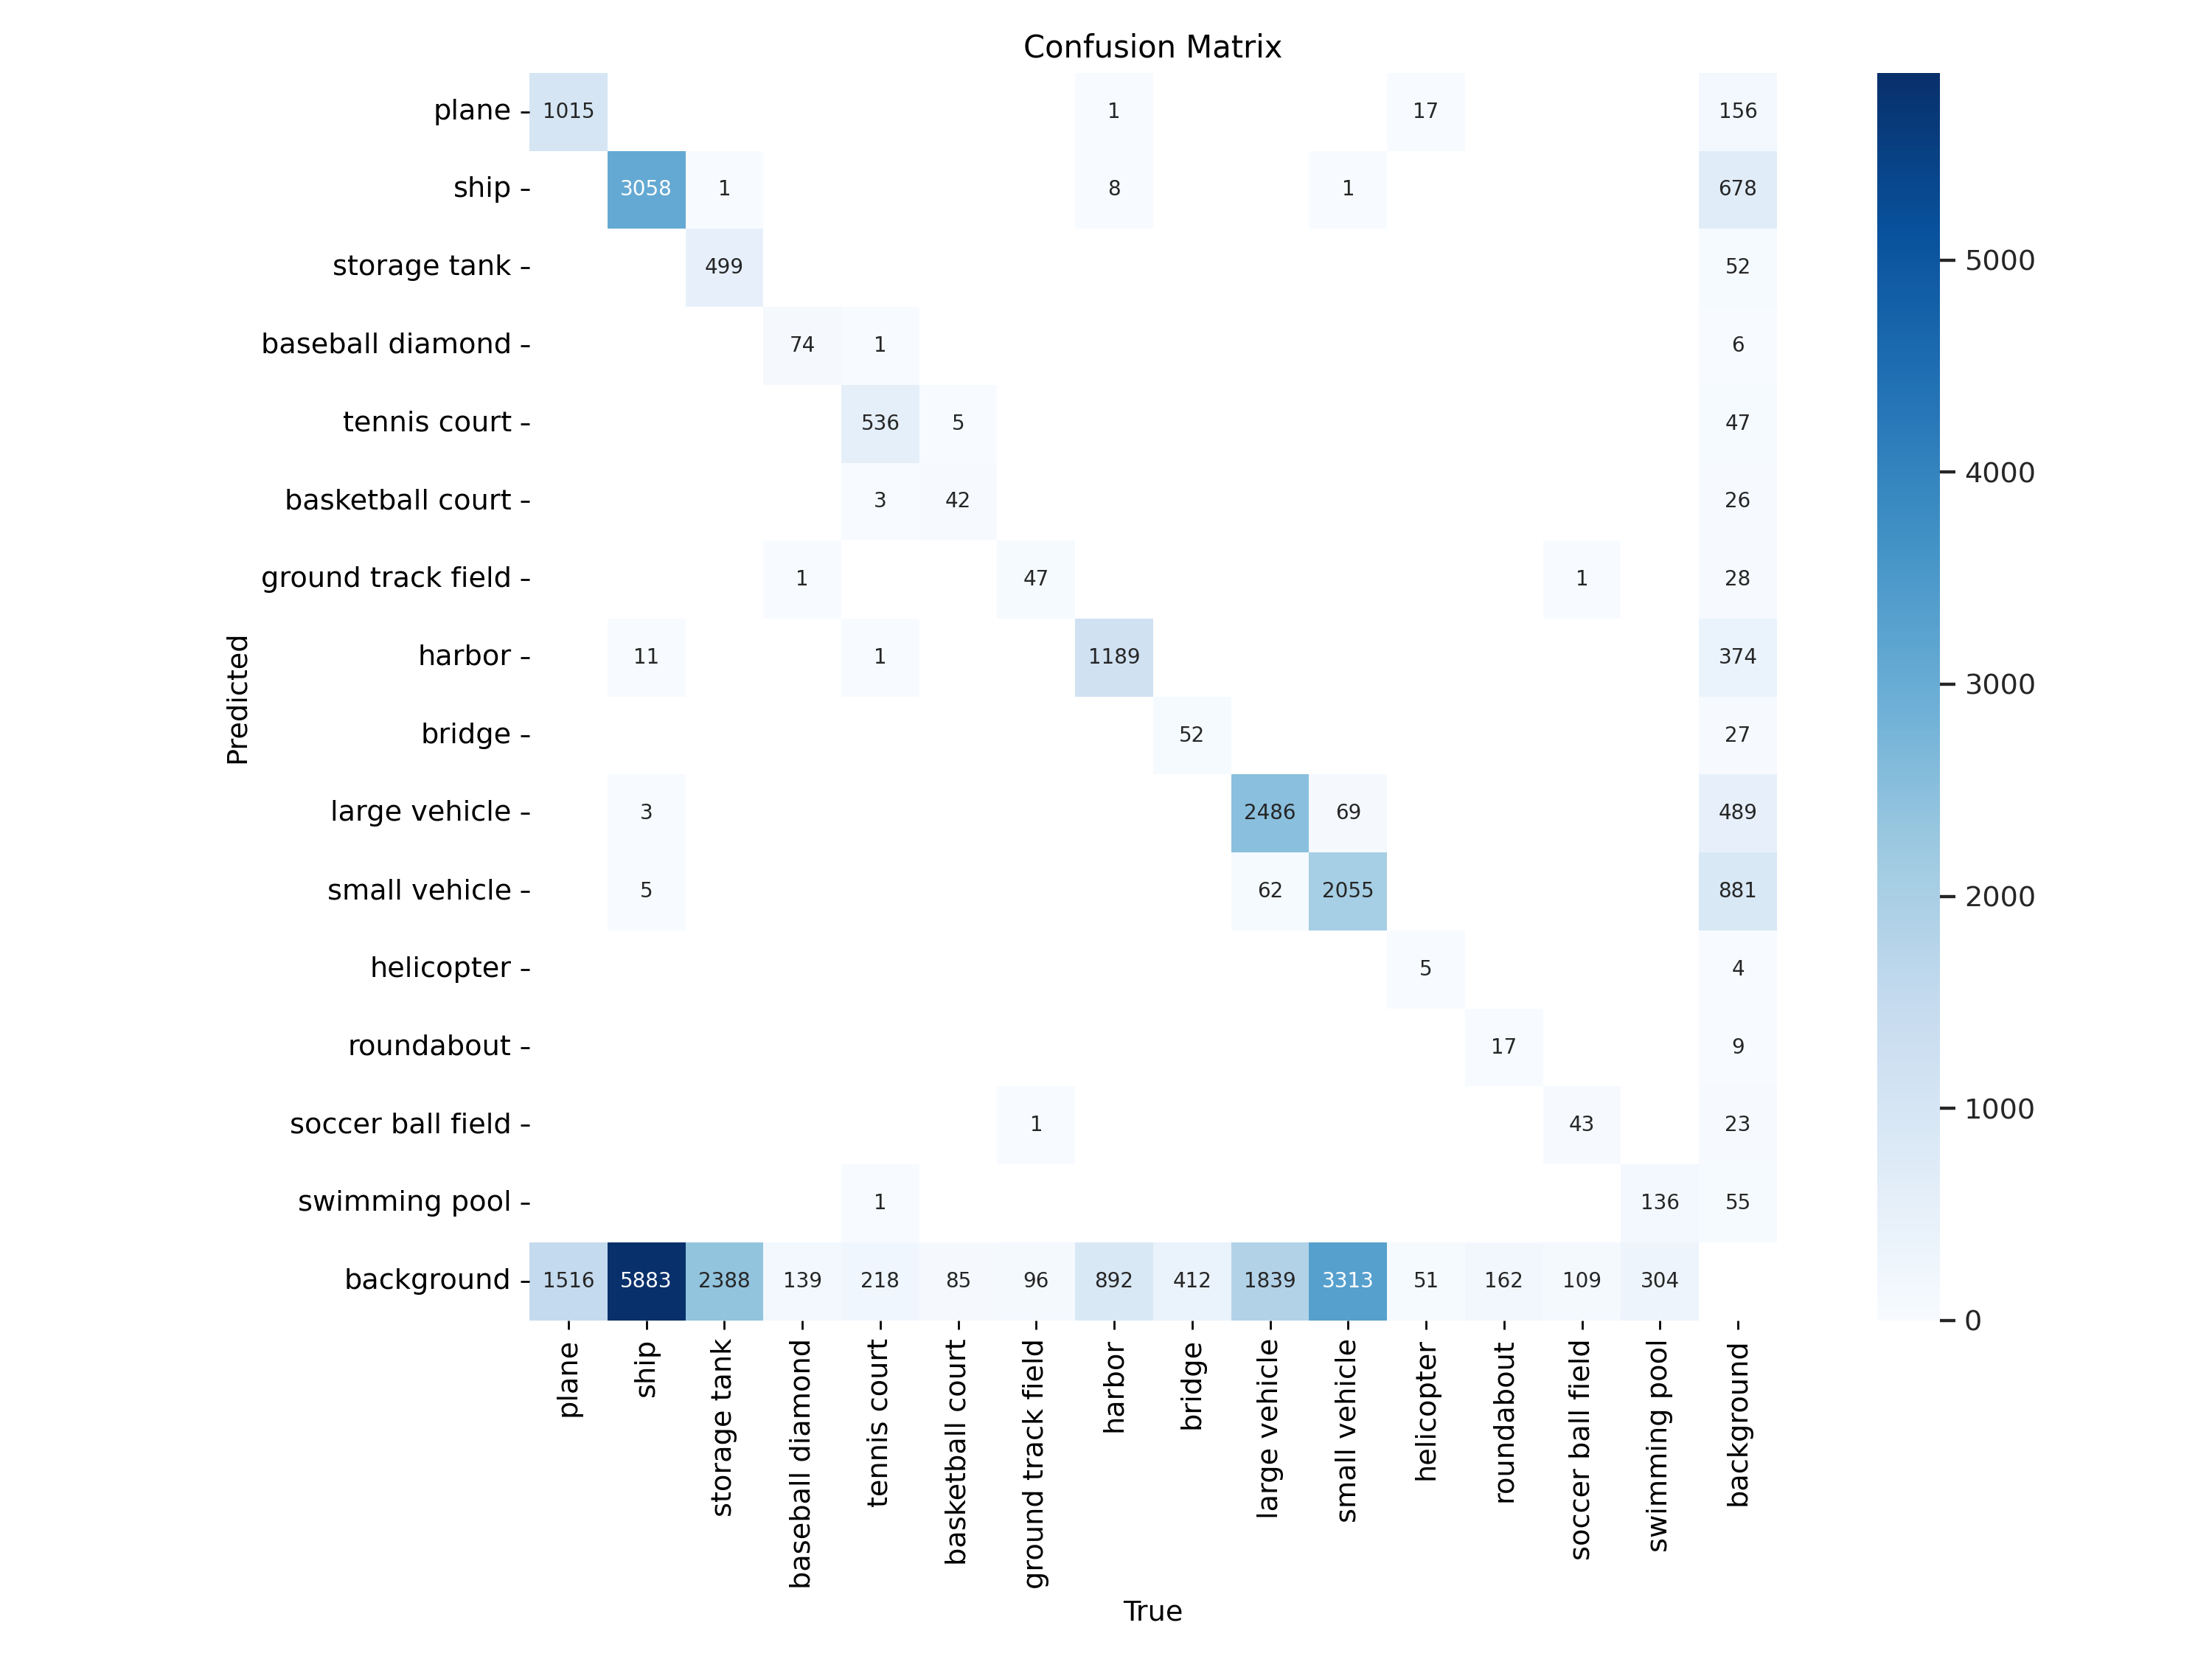 Confusion Matrix
plane 1015 1 17 156
ship 3058 1 8 1 678
storage tank 499 52
baseball diamond 74 1 6
tennis court 536 5 47
basketball court 3 42 26
ground track field 1 47 1 28
harbor 11 1 1189 374
bridge 52 27
large vehicle 3 2486 69 489
small vehicle 5 62 2055 881
helicopter 5 4
roundabout 17 9
soccer ball field 1 43 23
swimming pool 1 136 55
background 1516 5883 2388 139 218 85 96 892 412 1839 3313 51 162 109 304
Predicted
plane
ship
storage tank
baseball diamond
tennis court
basketball court
ground track field
harbor
bridge
large vehicle
small vehicle
helicopter
roundabout
soccer ball field
swimming pool
background
True
5000
4000
3000
2000
1000
0